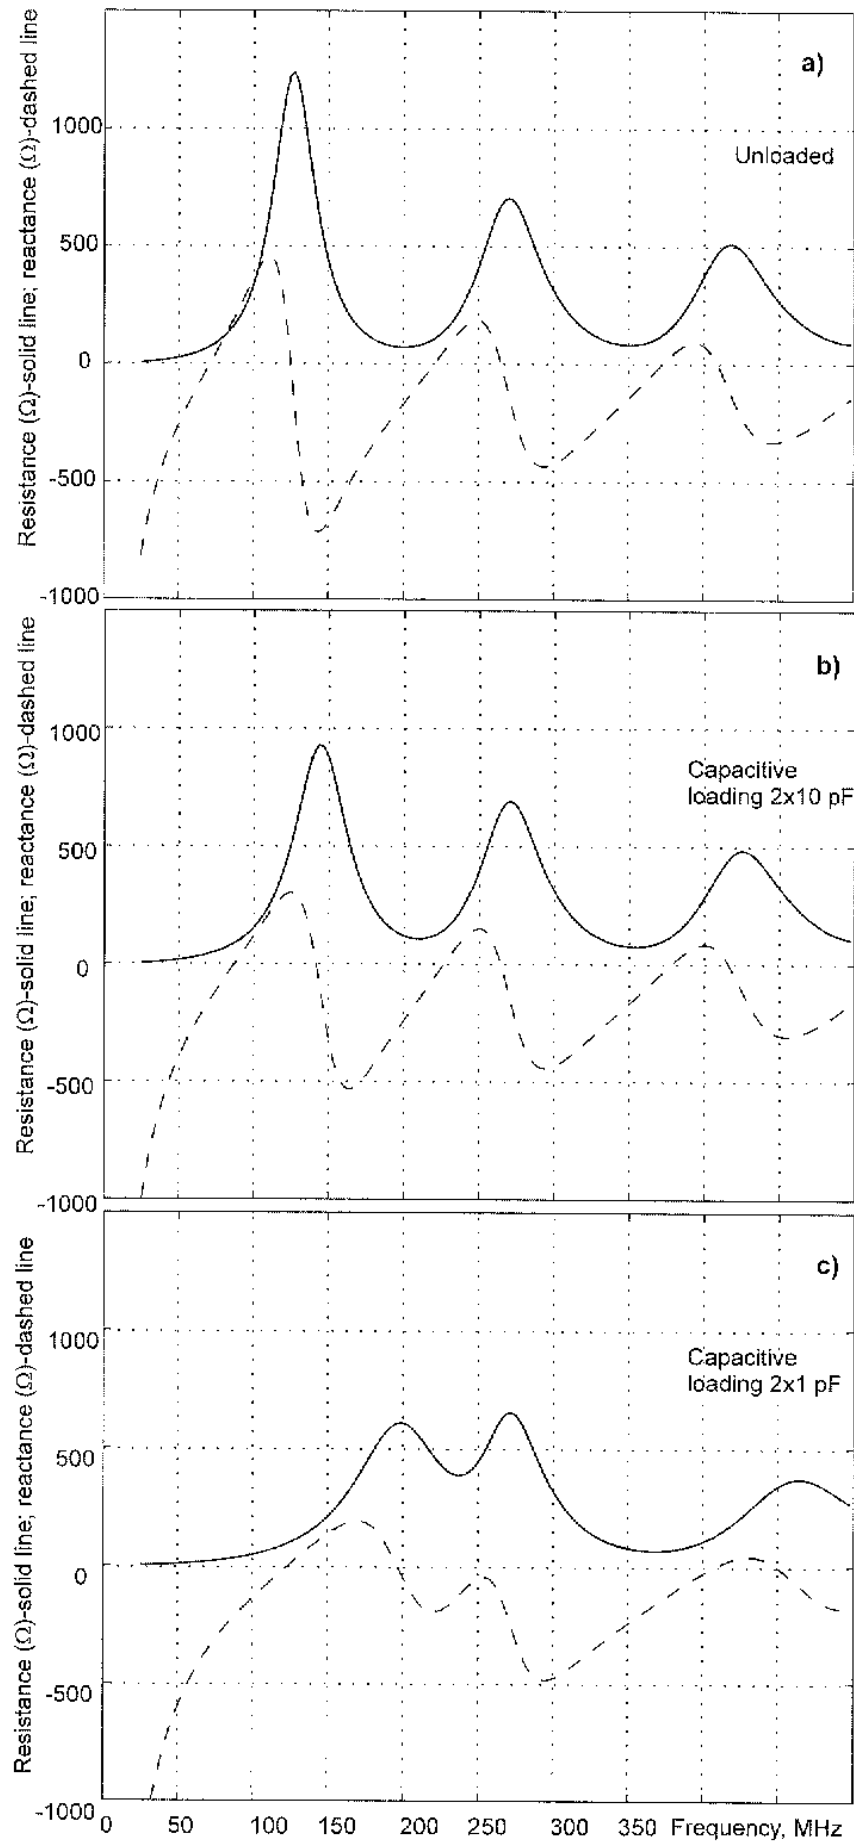 Resistance (Ω)-solid line; reactance (Ω)-dashed line
a)
Unloaded
1000
500
0
-500
-1000
Resistance (Ω)-solid line; reactance (Ω)-dashed line
b)
Capacitive
loading 2x10 pF
1000
500
0
-500
-1000
Resistance (Ω)-solid line; reactance (Ω)-dashed line
c)
Capacitive
loading 2x1 pF
1000
500
0
-500
-1000
0 50 100 150 200 250 300 350 Frequency, MHz